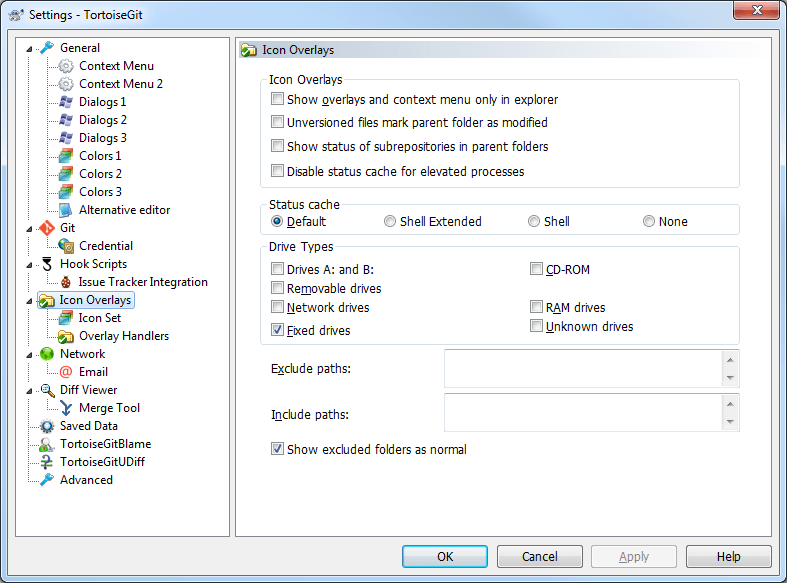 Settings - TortoiseGit
General
Context Menu
Context Menu 2
Dialogs 1
Dialogs 2
Dialogs 3
Colors 1
Colors 2
Colors 3
Alternative editor
Git
Credential
Hook Scripts
Issue Tracker Integration
Icon Overlays
Icon Set
Overlay Handlers
Network
Email
Diff Viewer
Merge Tool
Saved Data
TortoiseGitBlame
TortoiseGitUDiff
Advanced
Icon Overlays
Icon Overlays
Show overlays and context menu only in explorer
Unversioned files mark parent folder as modified
Show status of subrepositories in parent folders
Disable status cache for elevated processes
Status cache
Default Shell Extended Shell None
Drive Types
Drives A: and B: CD-ROM
Removable drives
Network drives RAM drives
Fixed drives Unknown drives
Exclude paths:
Include paths:
Show excluded folders as normal
OK Cancel Apply Help